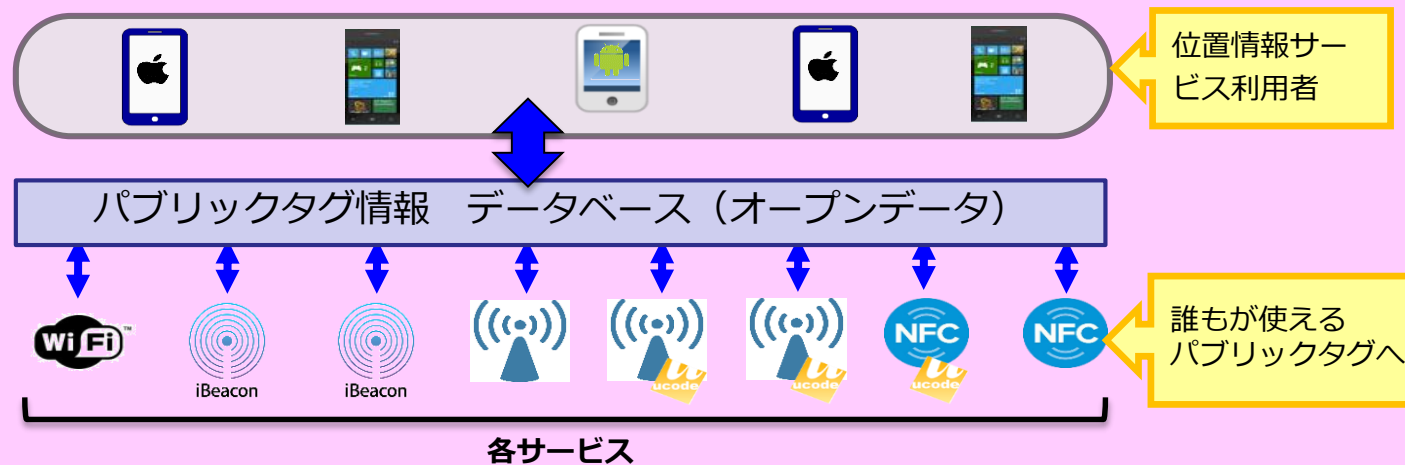 位置情報サー
ビス利用者
パブリックタグ情報　データベース（オープンデータ）
WiFi™
iBeacon
iBeacon
ucode
ucode
NFC
ucode
NFC
誰もが使える
パブリックタグへ
各サービス